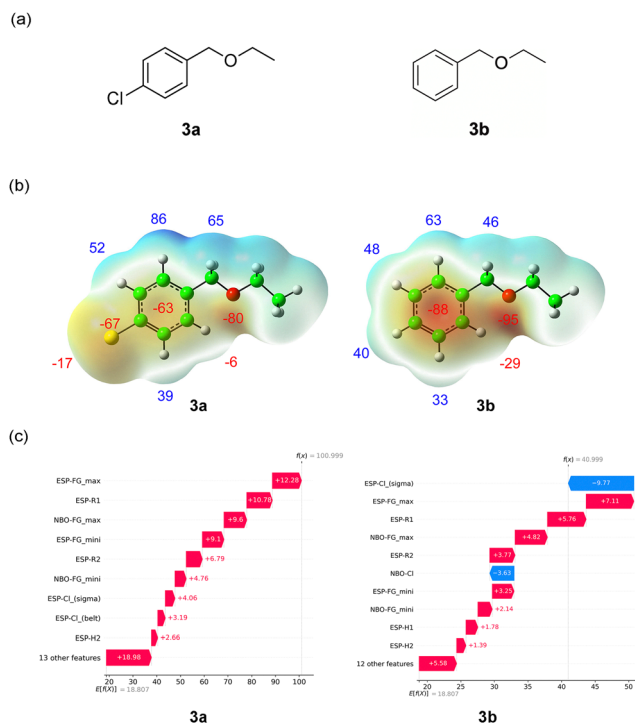 (a)
O
Cl
3a
O
3b
(b)
86
65
52
-63
-67
-80
-17
-6
39
3a
63
46
48
-88
-95
40
-29
33
3b
(c)
f(x) = 100.999
ESP-FG_max
+12.28
ESP-R1
+10.78
NBO-FG_max
+9.6
ESP-FG_mini
+9.1
ESP-R2
+6.79
NBO-FG_mini
+4.76
ESP-Cl_(sigma)
+4.06
ESP-Cl_(belt)
+3.19
ESP-H2
+2.66
13 other features
+18.98
20 30 40 50 60 70 80 90 100
E[f(X)] = 18.807
3a
f(x) = 40.999
ESP-Cl_(sigma)
−9.77
ESP-FG_max
+7.11
ESP-R1
+5.76
NBO-FG_max
+4.82
ESP-R2
+3.77
NBO-Cl
−3.63
ESP-FG_mini
+3.25
NBO-FG_mini
+2.14
ESP-H1
+1.78
ESP-H2
+1.39
12 other features
+5.58
20 25 30 35 40 45 50
E[f(X)] = 18.807
3b